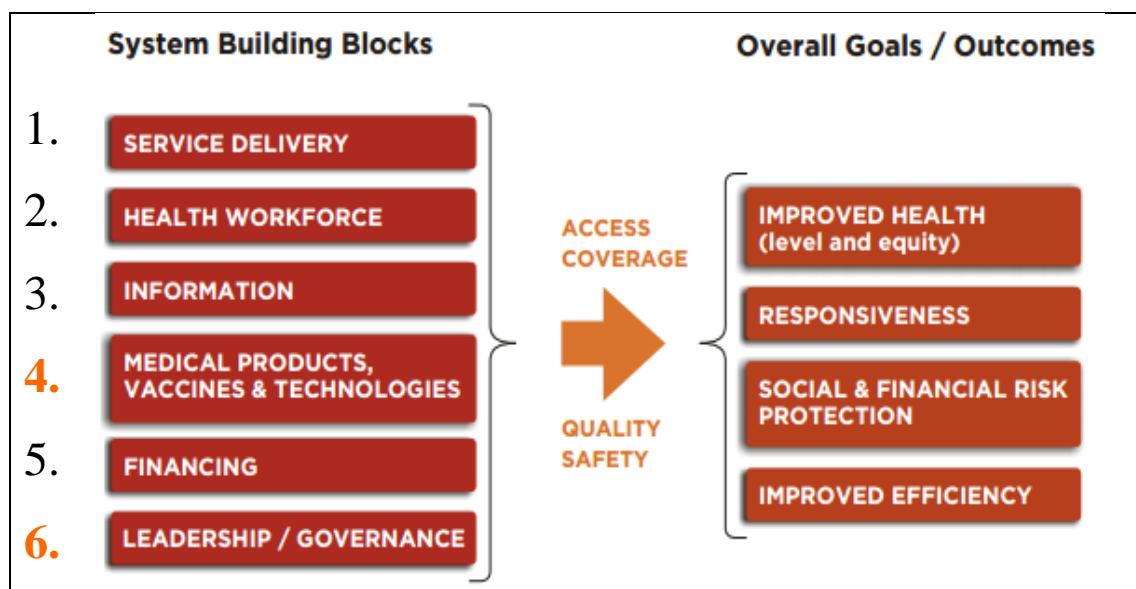 System Building Blocks
Overall Goals / Outcomes
1.
SERVICE DELIVERY
2.
HEALTH WORKFORCE
3.
INFORMATION
4.
MEDICAL PRODUCTS,
VACCINES & TECHNOLOGIES
5.
FINANCING
6.
LEADERSHIP / GOVERNANCE
ACCESS
COVERAGE
QUALITY
SAFETY
IMPROVED HEALTH
(level and equity)
RESPONSIVENESS
SOCIAL & FINANCIAL RISK
PROTECTION
IMPROVED EFFICIENCY